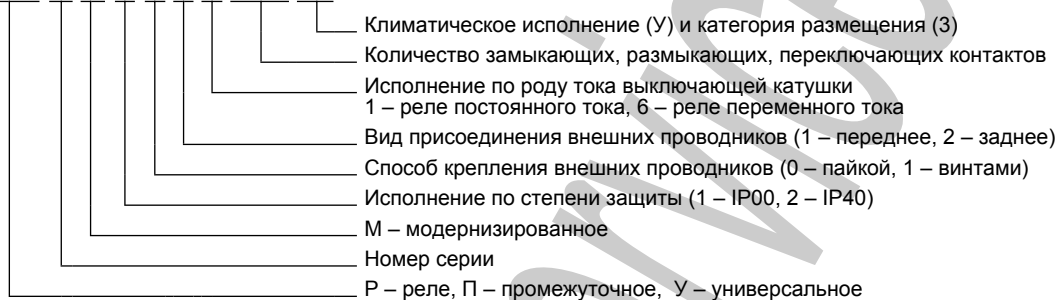 Климатическое исполнение (У) и категория размещения (3)
Количество замыкающих, размыкающих, переключающих контактов
Исполнение по роду тока выключающей катушки
1 – реле постоянного тока, 6 – реле переменного тока
Вид присоединения внешних проводников (1 – переднее, 2 – заднее)
Способ крепления внешних проводников (0 – пайкой, 1 – винтами)
Исполнение по степени защиты (1 – IP00, 2 – IP40)
М – модернизированное
Номер серии
Р – реле, П – промежуточное, У – универсальное